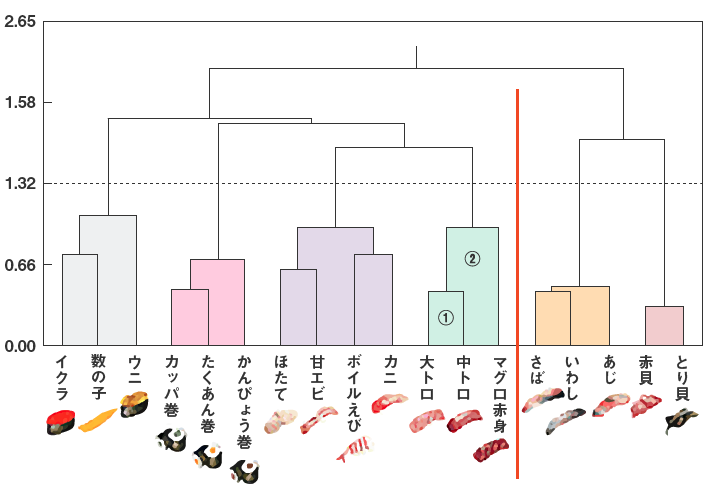 2.65
1.58
1.32
0.66
0.00
②
①
イクラ
数の子
ウニ
カッパ巻
たくあん巻
かんぴょう巻
ほたて
甘エビ
ボイルえび
カニ
大トロ
中トロ
マグロ赤身
さば
いわし
あじ
赤貝
とり貝